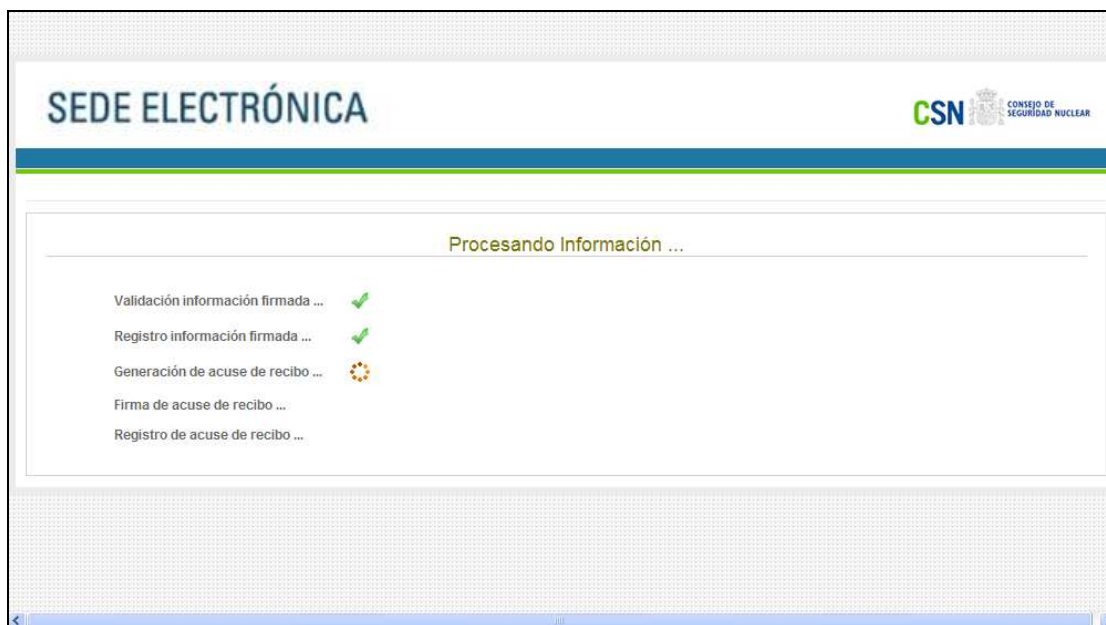 SEDE ELECTRÓNICA
CSN
CONSEJO DE
SEGURIDAD NUCLEAR
Procesando Información ...
Validación información firmada ...
Registro información firmada ...
Generación de acuse de recibo ...
Firma de acuse de recibo ...
Registro de acuse de recibo ...